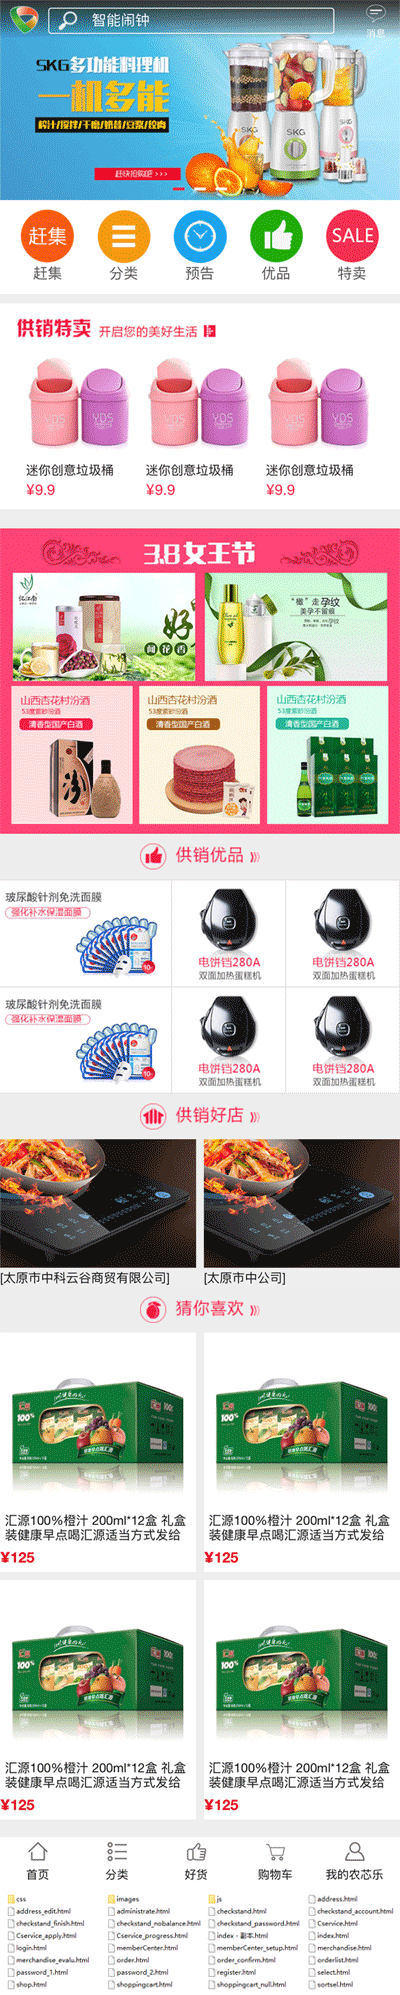 智能闹钟
消息
SKG多功能料理机
一机多能
榨汁/搅拌/干磨/奶昔/豆浆/绞肉
赶快抢购吧 >>>
SKG
赶集 SALE
赶集 分类 预告 优品 特卖
供销特卖 开启您的美好生活
YDS YDS YDS
迷你创意垃圾桶 迷你创意垃圾桶 迷你创意垃圾桶
¥9.9 ¥9.9 ¥9.9
3.8女王节
闻花香
“橄”走孕纹
美孕不留痕
山西杏花村汾酒 山西杏花村汾酒 山西杏花村汾酒
53度紫砂汾酒 53度紫砂汾酒 53度紫砂汾酒
清香型国产白酒 清香型国产白酒 清香型国产白酒
汾
供销优品
玻尿酸针剂免洗面膜
强化补水保湿面膜
电饼铛280A 电饼铛280A
双面加热蛋糕机 双面加热蛋糕机
玻尿酸针剂免洗面膜
强化补水保湿面膜
电饼铛280A 电饼铛280A
双面加热蛋糕机 双面加热蛋糕机
供销好店
[太原市中科云谷商贸有限公司] [太原市中公司]
猜你喜欢
100% 100%
汇源100%橙汁 200ml*12盒 礼盒 汇源100%橙汁 200ml*12盒 礼盒
装健康早点喝汇源适当方式发给 装健康早点喝汇源适当方式发给
¥125 ¥125
100% 100%
汇源100%橙汁 200ml*12盒 礼盒 汇源100%橙汁 200ml*12盒 礼盒
装健康早点喝汇源适当方式发给 装健康早点喝汇源适当方式发给
¥125 ¥125
首页 分类 好货 购物车 我的农芯乐
css images js address.html
address_edit.html administrate.html checkstand.html checkstand_account.html
checkstand_finish.html checkstand_nobalance.html checkstand_password.html Cservice.html
Cservice_apply.html Cservice_progress.html index - 副本.html index.html
login.html memberCenter.html memberCenter_setup.html merchandise.html
merchandise_evalu.html order.html order_confirm.html orderlist.html
password_1.html password_2.html register.html select.html
shop.html shoppingcart.html shoppingcart_null.html sortsel.html